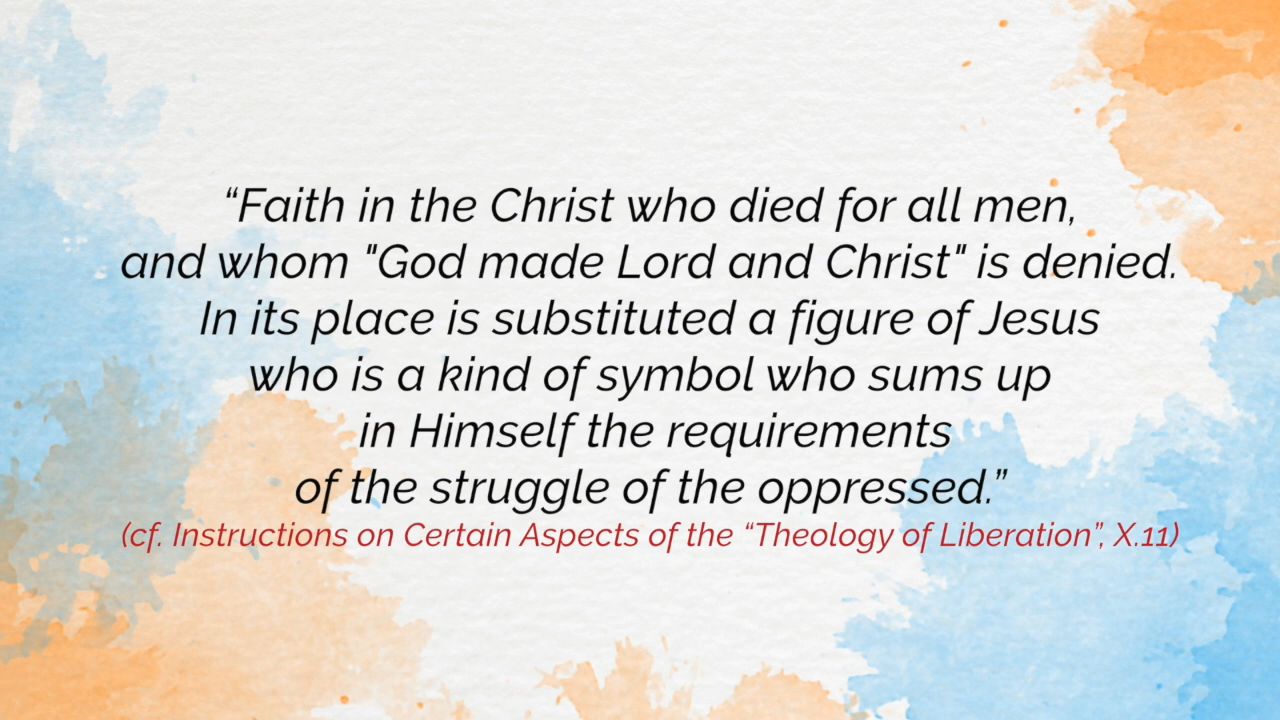 “Faith in the Christ who died for all men,
and whom "God made Lord and Christ" is denied.
In its place is substituted a figure of Jesus
who is a kind of symbol who sums up
in Himself the requirements
of the struggle of the oppressed.”
(cf. Instructions on Certain Aspects of the “Theology of Liberation”, X.11)